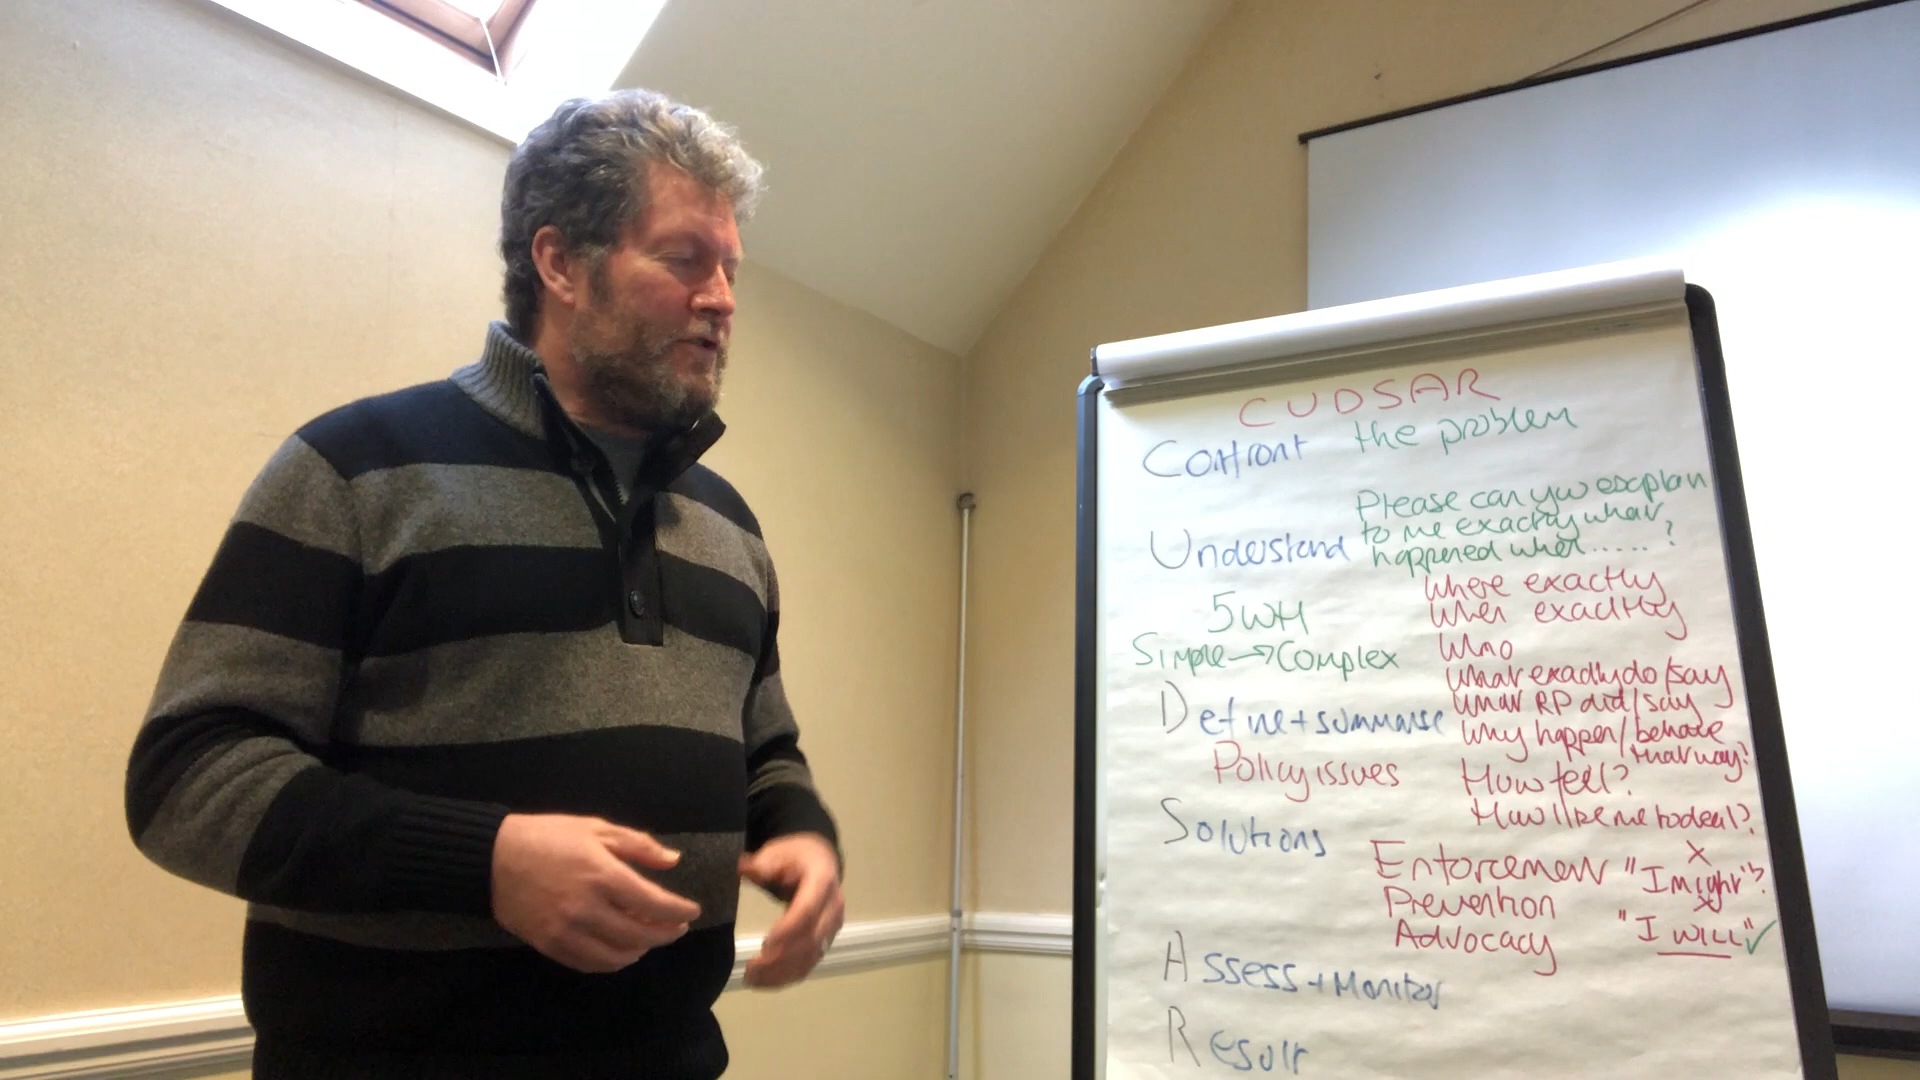 CUDSAR
Confront the problem
Please can you explain
to me exactly what
happened when ..... ?
Understand
Where exactly
When exactly
5WH
Who
Simple → Complex
What exactly do/say
What RP did/say
Define + summarise
Why happen/behave
that way?
Policy issues
How feel?
How like me to deal?
Solutions
Enforcement "I might"? X
X
Prevention
Advocacy "I WILL" ✓
Assess + Monitor
Result